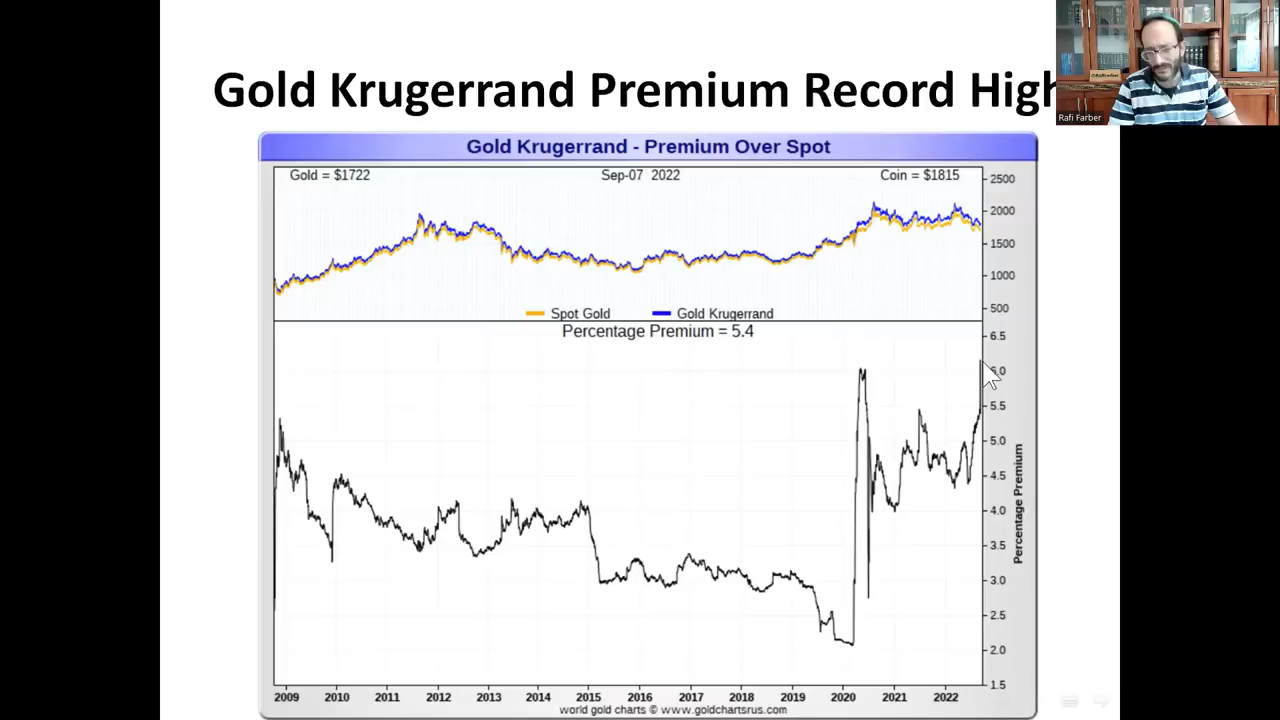 Gold Krugerrand Premium Record High
@Rafifarber
Rafi Farber
Gold Krugerrand - Premium Over Spot
Gold = $1722
Sep-07 2022
Coin = $1815
2500
2000
1500
1000
500
Spot Gold
Gold Krugerrand
Percentage Premium = 5.4
6.5
6.0
5.5
5.0
4.5
4.0
3.5
3.0
2.5
2.0
1.5
Percentage Premium
2009 2010 2011 2012 2013 2014 2015 2016 2017 2018 2019 2020 2021 2022
world gold charts © www.goldchartsrus.com